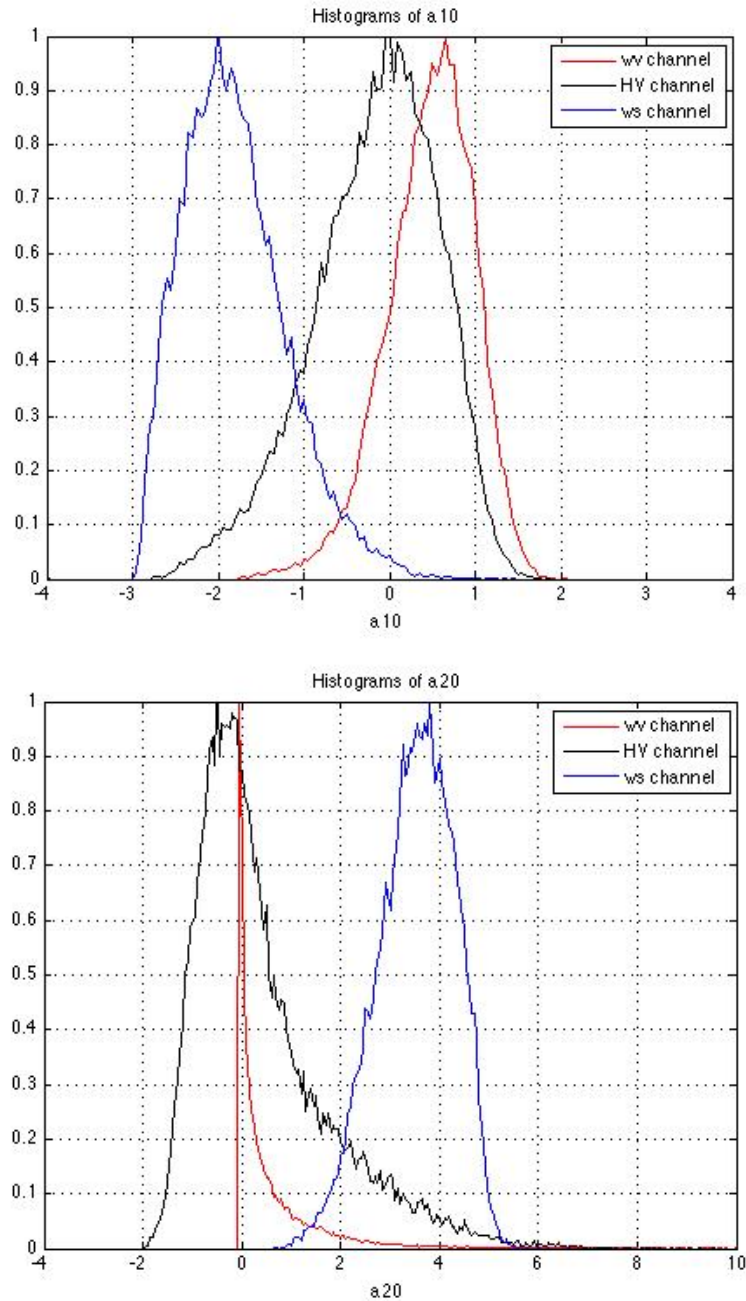 Histograms of a10
1
0.9
0.8
0.7
0.6
0.5
0.4
0.3
0.2
0.1
0
wv channel
HV channel
ws channel
-4 -3 -2 -1 0 1 2 3 4
a10
Histograms of a20
1
0.9
0.8
0.7
0.6
0.5
0.4
0.3
0.2
0.1
0
wv channel
HV channel
ws channel
-4 -2 0 2 4 6 8 10
a20